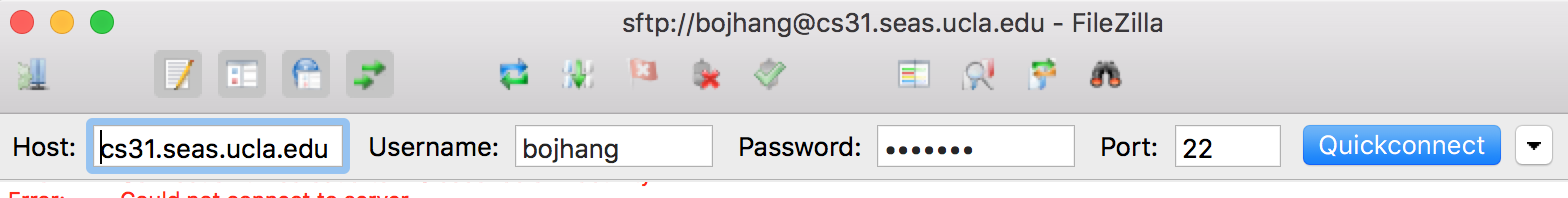 sftp://bojhang@cs31.seas.ucla.edu - FileZilla
Host: cs31.seas.ucla.edu Username: bojhang Password: ••••••• Port: 22 Quickconnect
Error: Could not connect to server